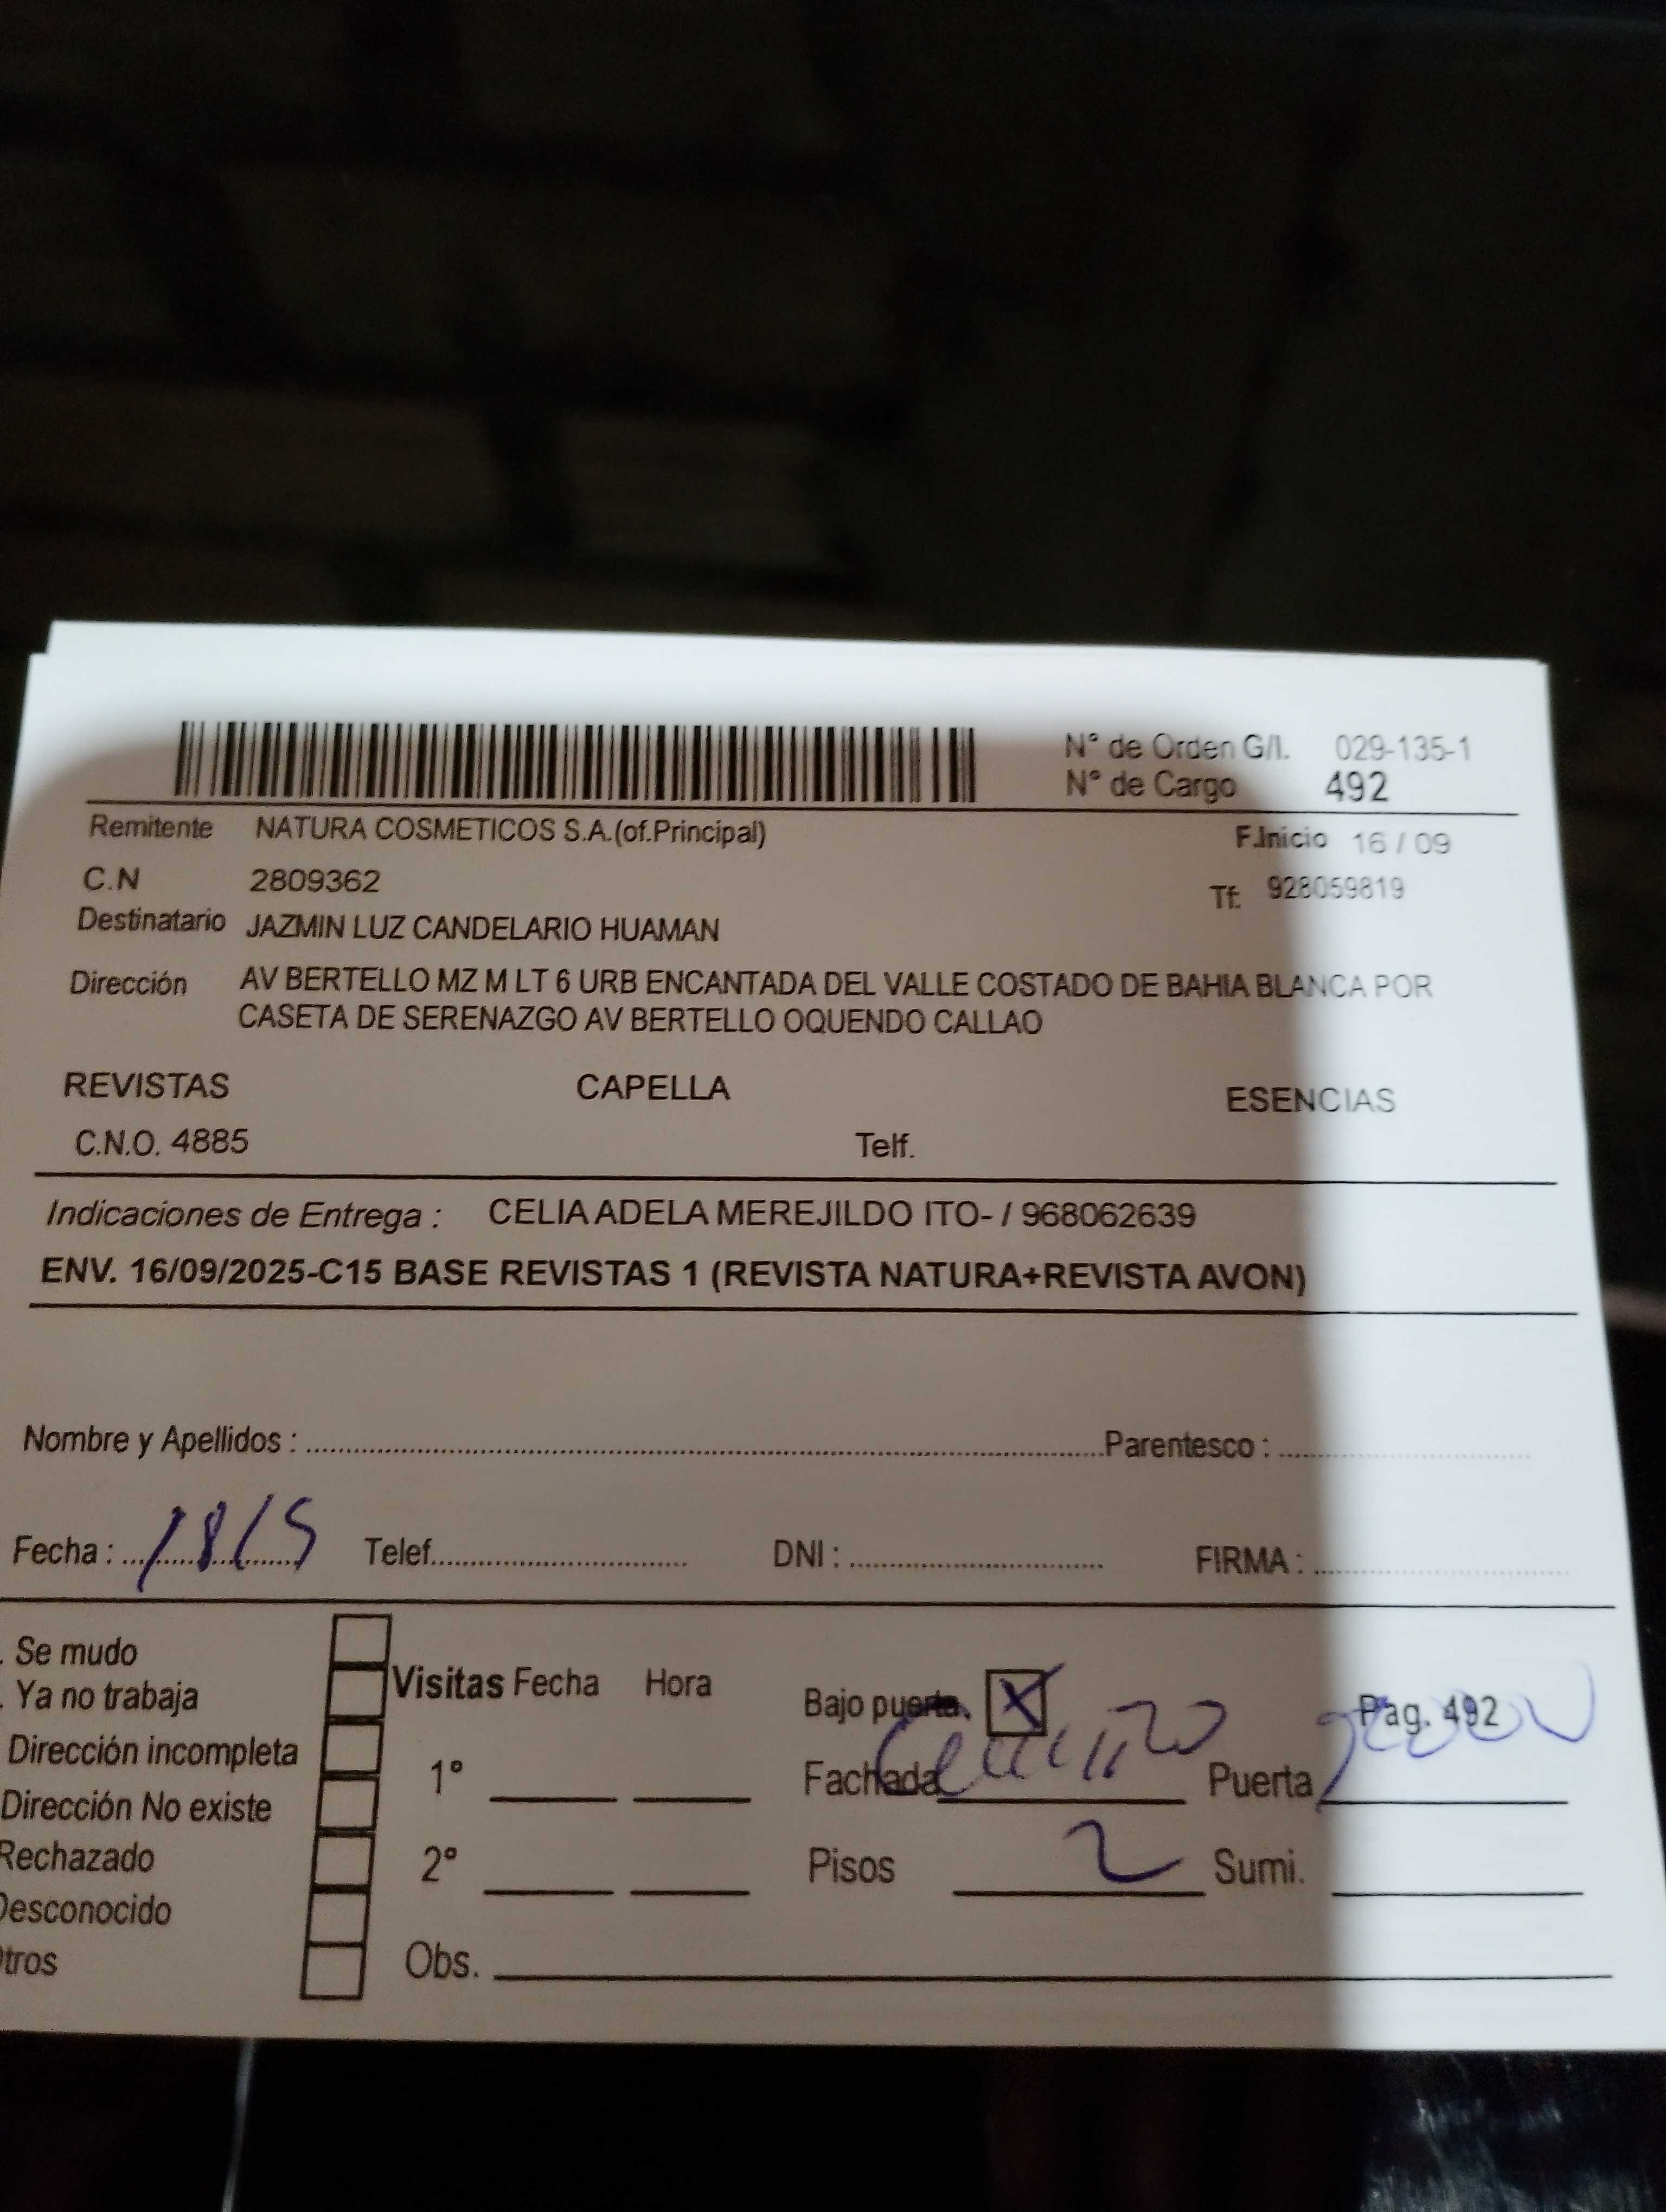 N° de Orden G/I. 029-135-1
N° de Cargo 492
Remitente NATURA COSMETICOS S.A.(of.Principal) F.Inicio 16 / 09
C.N 2809362 Tf: 928059819
Destinatario JAZMIN LUZ CANDELARIO HUAMAN
Dirección AV BERTELLO MZ M LT 6 URB ENCANTADA DEL VALLE COSTADO DE BAHIA BLANCA POR
CASETA DE SERENAZGO AV BERTELLO OQUENDO CALLAO
REVISTAS CAPELLA ESENCIAS
C.N.O. 4885 Telf.
Indicaciones de Entrega : CELIA ADELA MEREJILDO ITO- / 968062639
ENV. 16/09/2025-C15 BASE REVISTAS 1 (REVISTA NATURA+REVISTA AVON)
Nombre y Apellidos : Parentesco :
Fecha : Telef. DNI : FIRMA :
. Se mudo
. Ya no trabaja
Dirección incompleta
Dirección No existe
Rechazado
Desconocido
Otros
Visitas Fecha Hora
1°
2°
Obs.
Bajo puerta. X Pag. 492
Fachada Puerta
Pisos 2 Sumi.